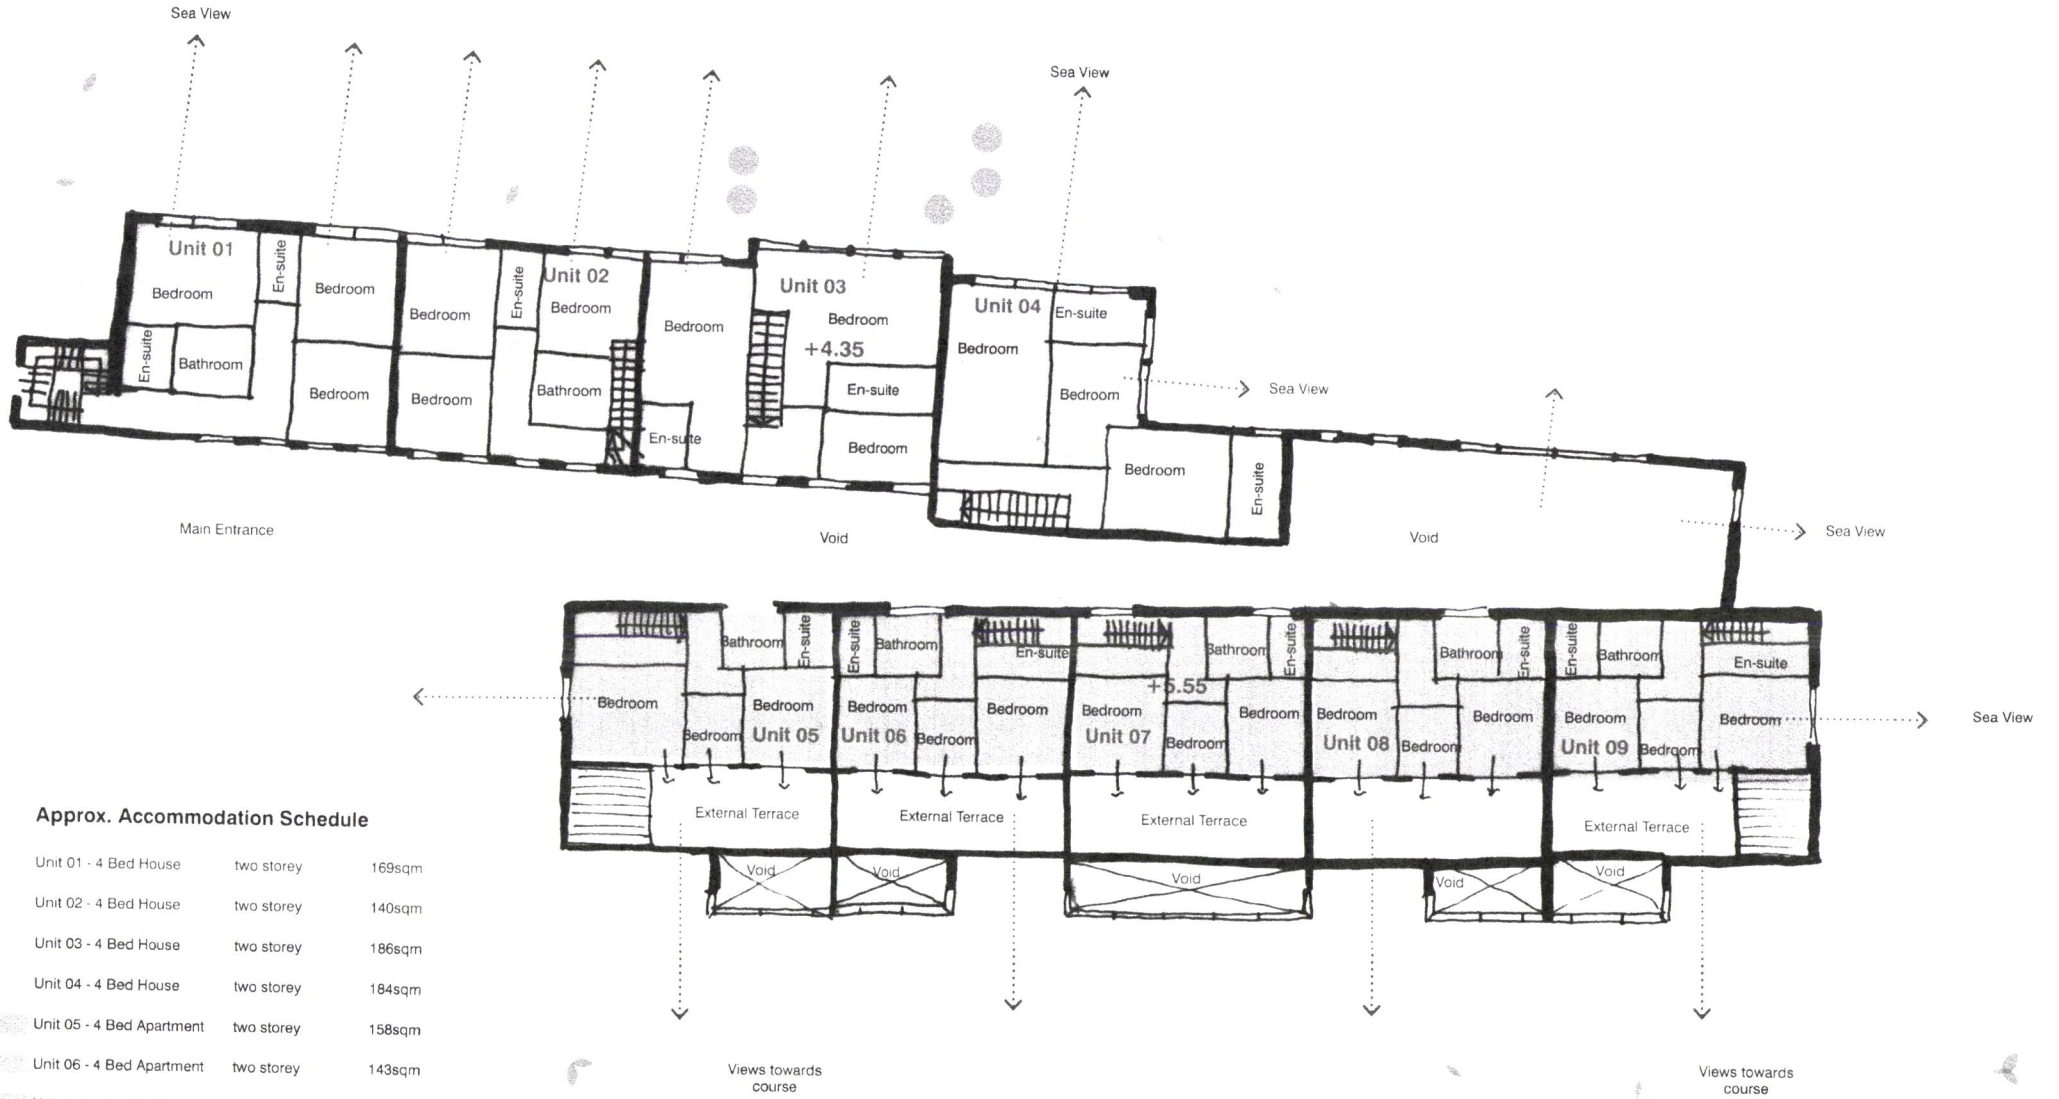 Sea View
Sea View
Unit 01
En-suite
Bedroom
Bedroom
En-suite
Bathroom
Bedroom
Bedroom
En-suite
Unit 02
Bedroom
Bathroom
Bedroom
Bedroom
En-suite
Unit 03
Bedroom
+4.35
En-suite
Bedroom
Unit 04
En-suite
Bedroom
Bedroom
Sea View
Bedroom
En-suite
Main Entrance
Void
Void
Sea View
Bathroom
En-suite
Bedroom
Bedroom
Bedroom
Unit 05
En-suite
Bathroom
En-suite
Bedroom
Unit 06
Bedroom
Bedroom
Bathroom
En-suite
+5.55
Bedroom
Unit 07
Bedroom
Bedroom
Bathroom
En-suite
Bedroom
Unit 08
Bedroom
Bedroom
En-suite
Bathroom
En-suite
Bedroom
Unit 09
Bedroom
Bedroom
Sea View
External Terrace
External Terrace
External Terrace
External Terrace
Void
Void
Void
Void
Void
Approx. Accommodation Schedule
Unit 01 - 4 Bed House two storey 169sqm
Unit 02 - 4 Bed House two storey 140sqm
Unit 03 - 4 Bed House two storey 186sqm
Unit 04 - 4 Bed House two storey 184sqm
Unit 05 - 4 Bed Apartment two storey 158sqm
Unit 06 - 4 Bed Apartment two storey 143sqm
Views towards
course
Views towards
course